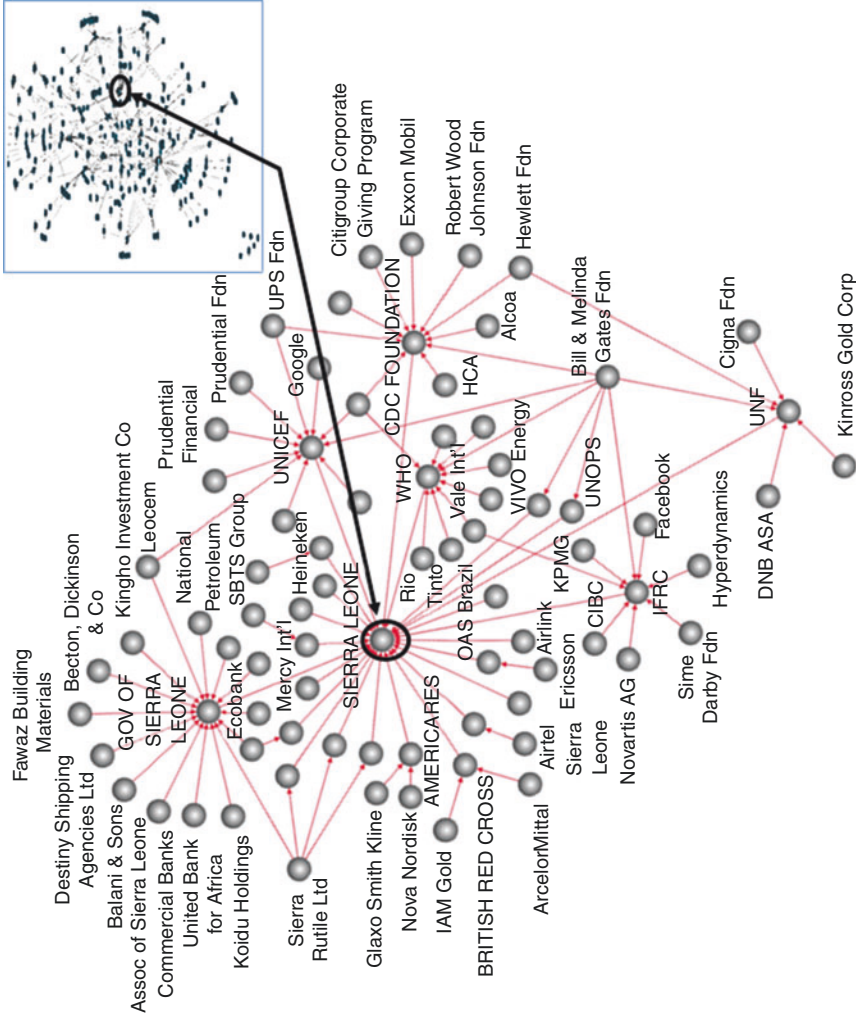 Citigroup Corporate
Giving Program
Exxon Mobil
Robert Wood
Johnson Fdn
Hewlett Fdn
UPS Fdn
Prudential Fdn
Google
CDC FOUNDATION
Alcoa
HCA
Bill & Melinda
Gates Fdn
Cigna Fdn
Kinross Gold Corp
UNF
DNB ASA
Prudential
Financial
UNICEF
WHO
Vale Int'l
VIVO Energy
UNOPS
Kingho Investment Co
Leocem
National
Petroleum
SBTS Group
Heineken
Rio
Tinto
KPMG
Facebook
CIBC
IFRC
Hyperdynamics
Becton, Dickinson
& Co
Fawaz Building
Materials
GOV OF
SIERRA
LEONE
Ecobank
Mercy Int'l
SIERRA LEONE
OAS Brazil
Airlink
Ericsson
Sime
Darby Fdn
Novartis AG
Destiny Shipping
Agencies Ltd
Balani & Sons
Assoc of Sierra Leone
Commercial Banks
United Bank
for Africa
Koidu Holdings
Sierra
Rutile Ltd
Glaxo Smith Kline
Nova Nordisk
AMERICARES
IAM Gold
BRITISH RED CROSS
ArcelorMittal
Airtel
Sierra
Leone